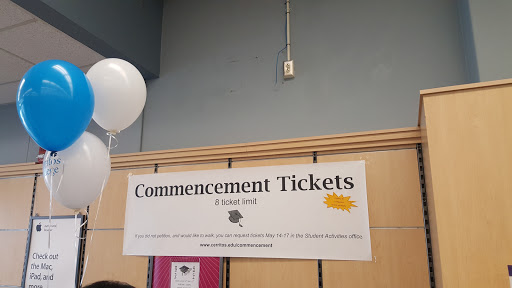 Commencement Tickets
8 ticket limit
If you did not petition, and would like to walk, you can request tickets May 14-17 in the Student Activities office.
www.cerritos.edu/commencement
Check out
the Mac,
iPad, and
more